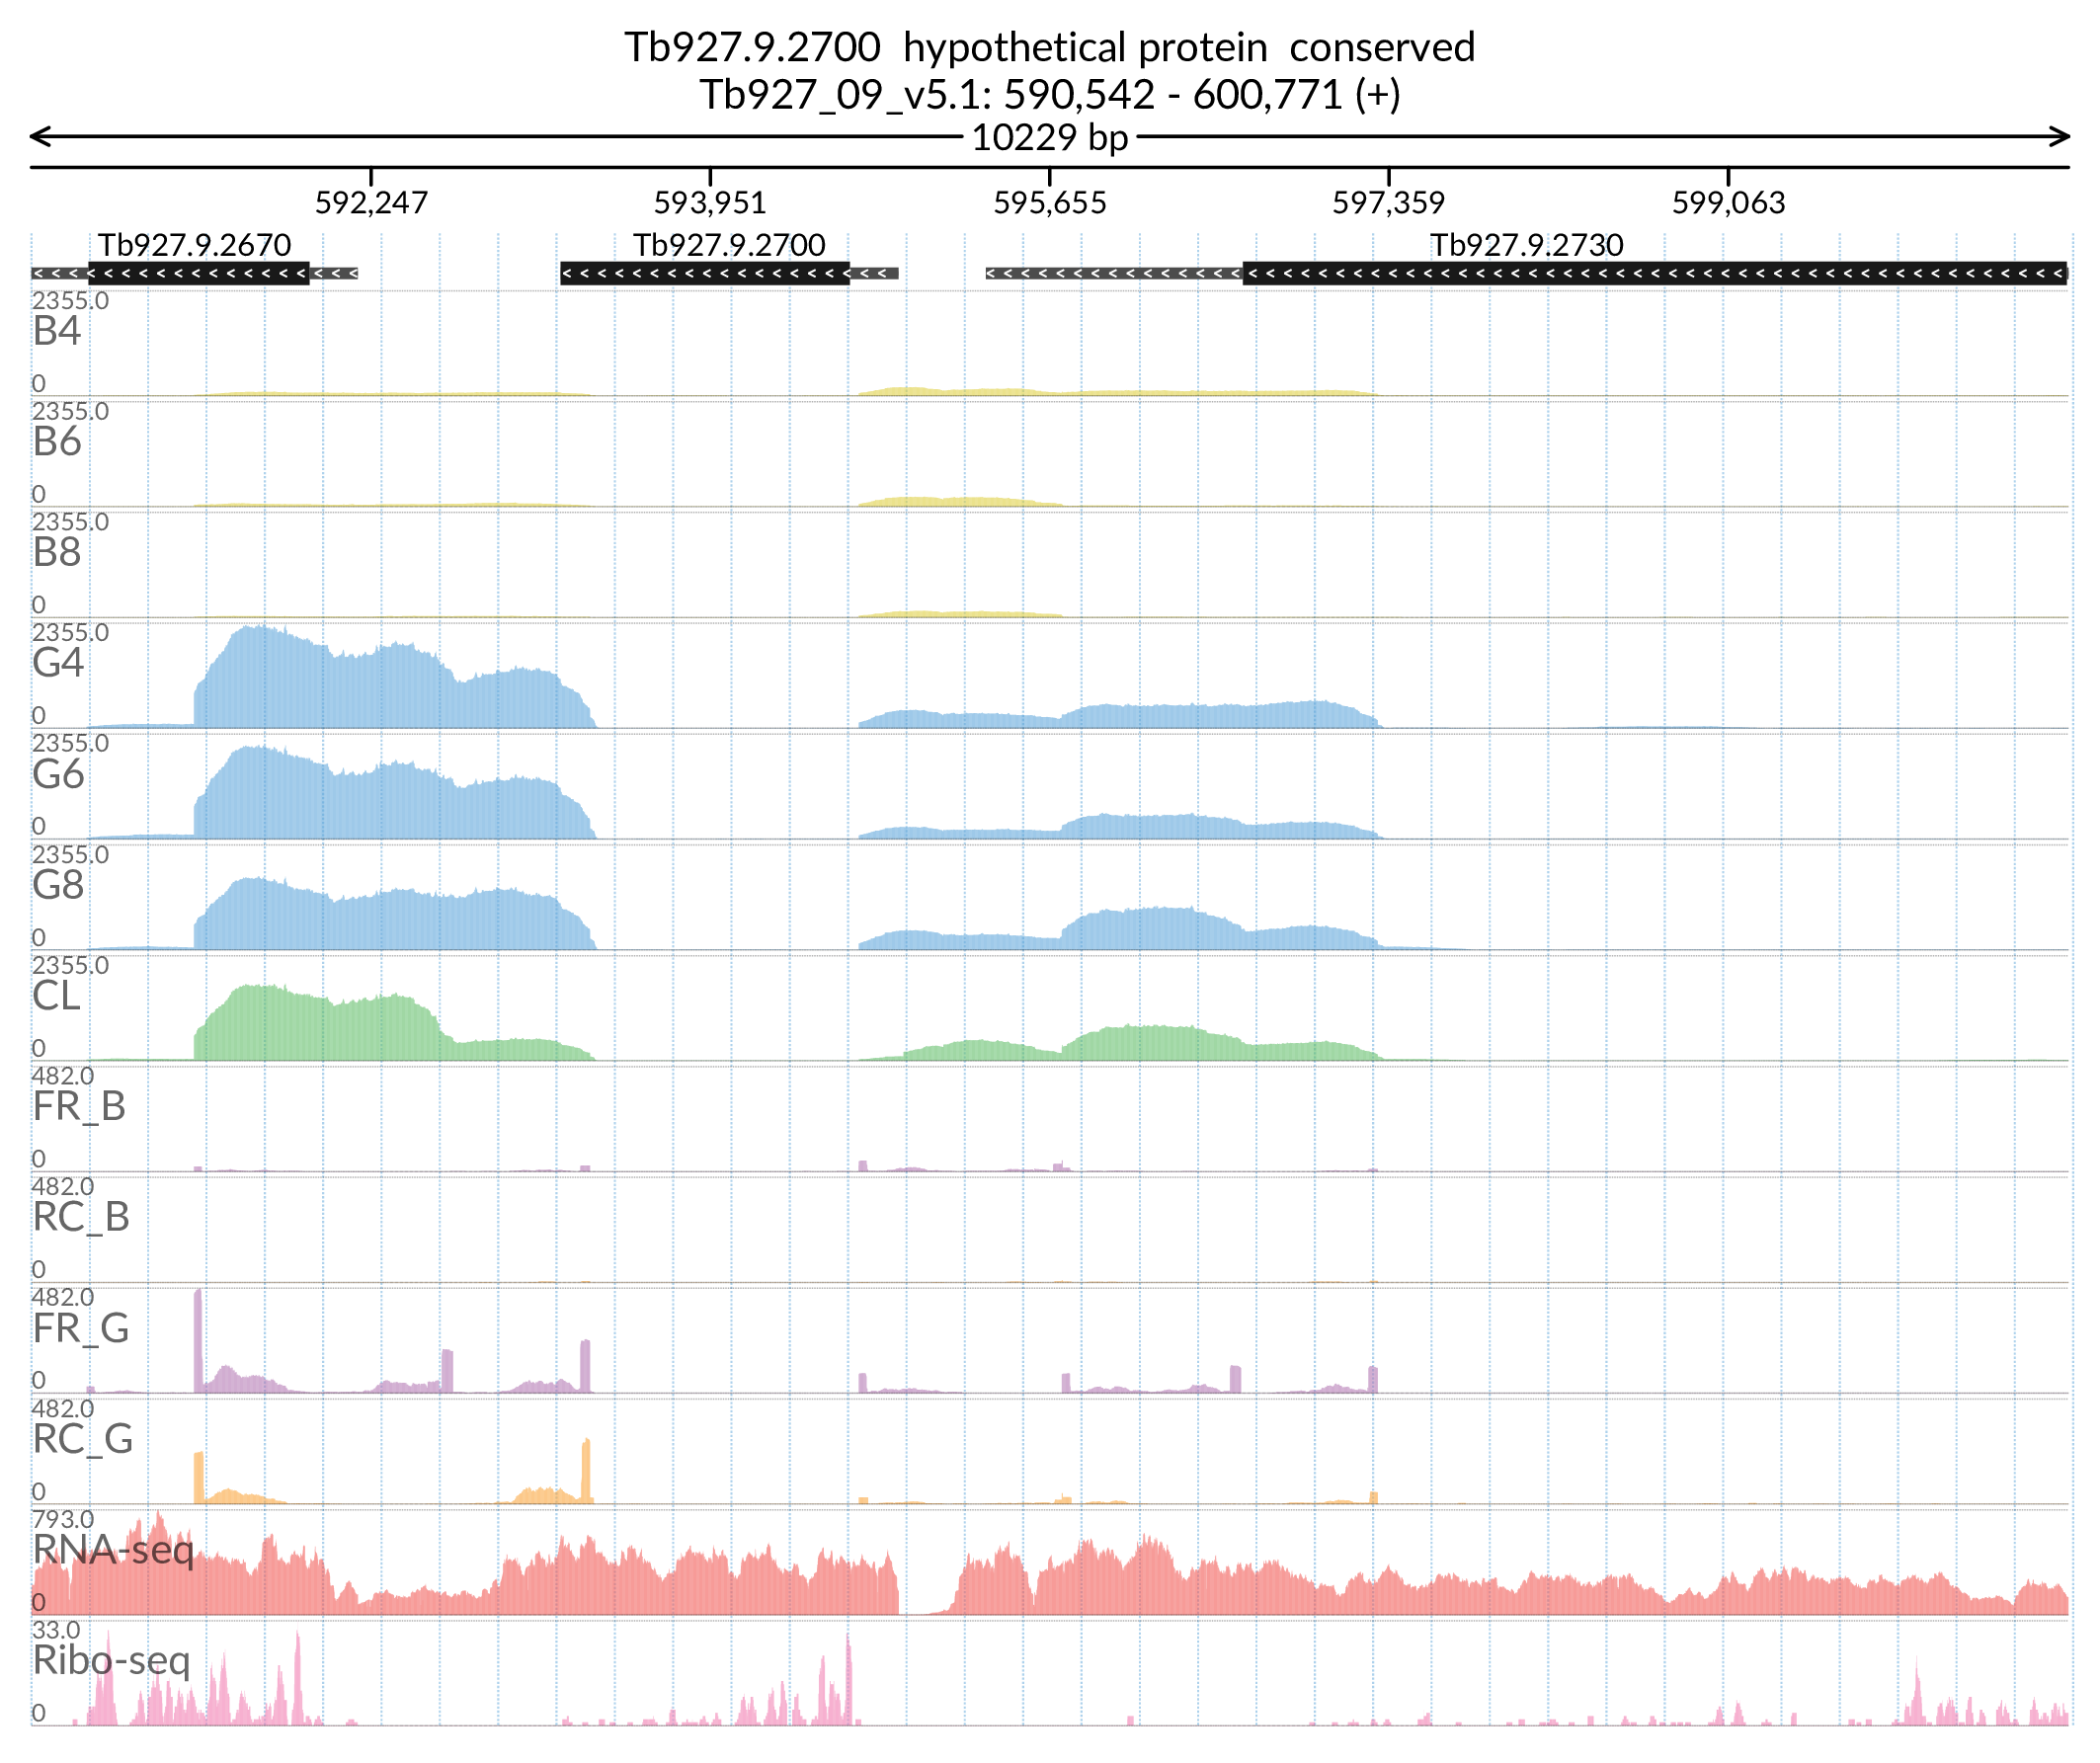 Tb927.9.2700  hypothetical protein  conserved
Tb927_09_v5.1: 590,542 - 600,771 (+)
10229 bp
592,247 593,951 595,655 597,359 599,063
Tb927.9.2670 Tb927.9.2700 Tb927.9.2730
2355.0
B4
0
2355.0
B6
0
2355.0
B8
0
2355.0
G4
0
2355.0
G6
0
2355.0
G8
0
2355.0
CL
0
482.0
FR_B
0
482.0
RC_B
0
482.0
FR_G
0
482.0
RC_G
0
793.0
RNA-seq
0
33.0
Ribo-seq
0